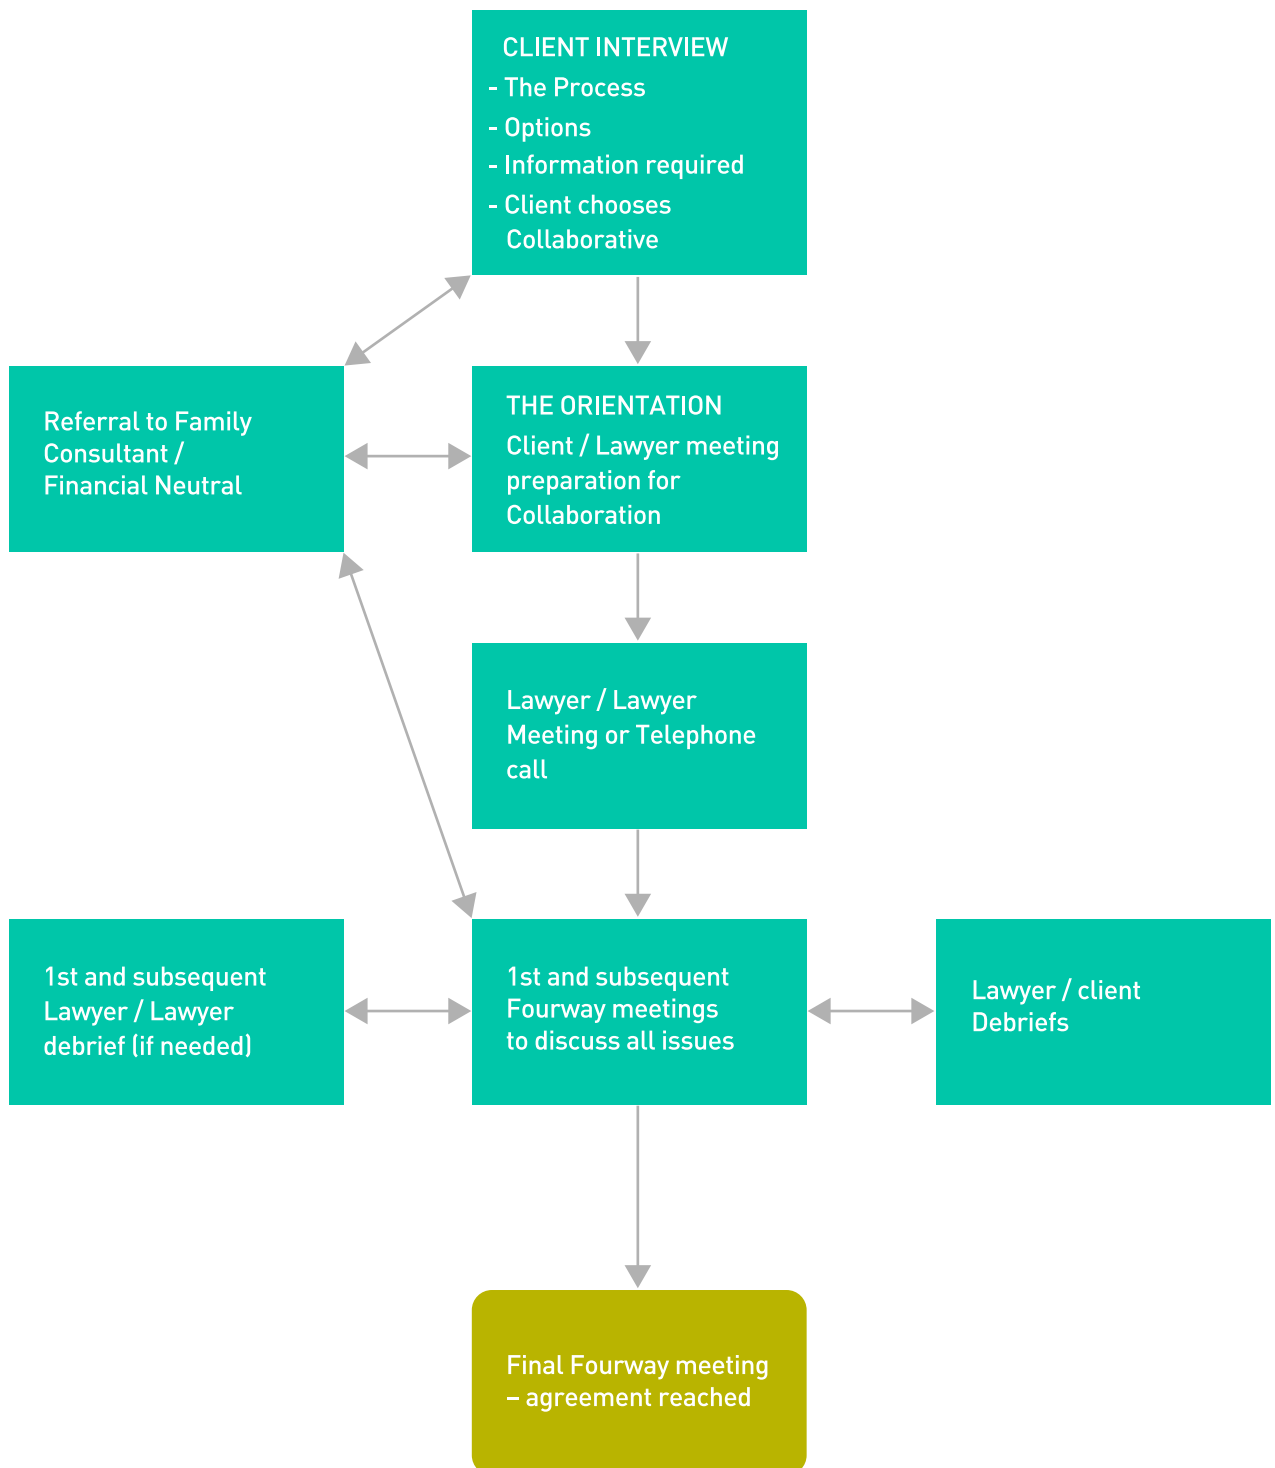 CLIENT INTERVIEW
- The Process
- Options
- Information required
- Client chooses
Collaborative
Referral to Family
Consultant /
Financial Neutral
THE ORIENTATION
Client / Lawyer meeting
preparation for
Collaboration
Lawyer / Lawyer
Meeting or Telephone
call
1st and subsequent
Lawyer / Lawyer
debrief (if needed)
1st and subsequent
Fourway meetings
to discuss all issues
Lawyer / client
Debriefs
Final Fourway meeting
– agreement reached